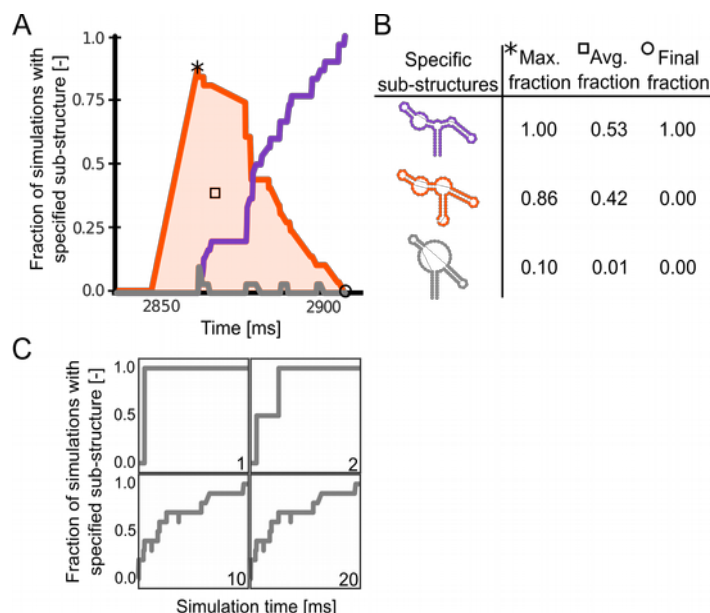 A
Fraction of simulations with
specified sub-structure [-]
1.0
0.75
0.5
0.25
0.0
2850
2900
Time [ms]
B
Specific
sub-structures
Max.
fraction
Avg.
fraction
Final
fraction
1.00 0.53 1.00
0.86 0.42 0.00
0.10 0.01 0.00
C
Fraction of simulations with
specified sub-structure [-]
1.0
0.5
0.0
1
2
1.0
0.5
0.0
10
20
Simulation time [ms]